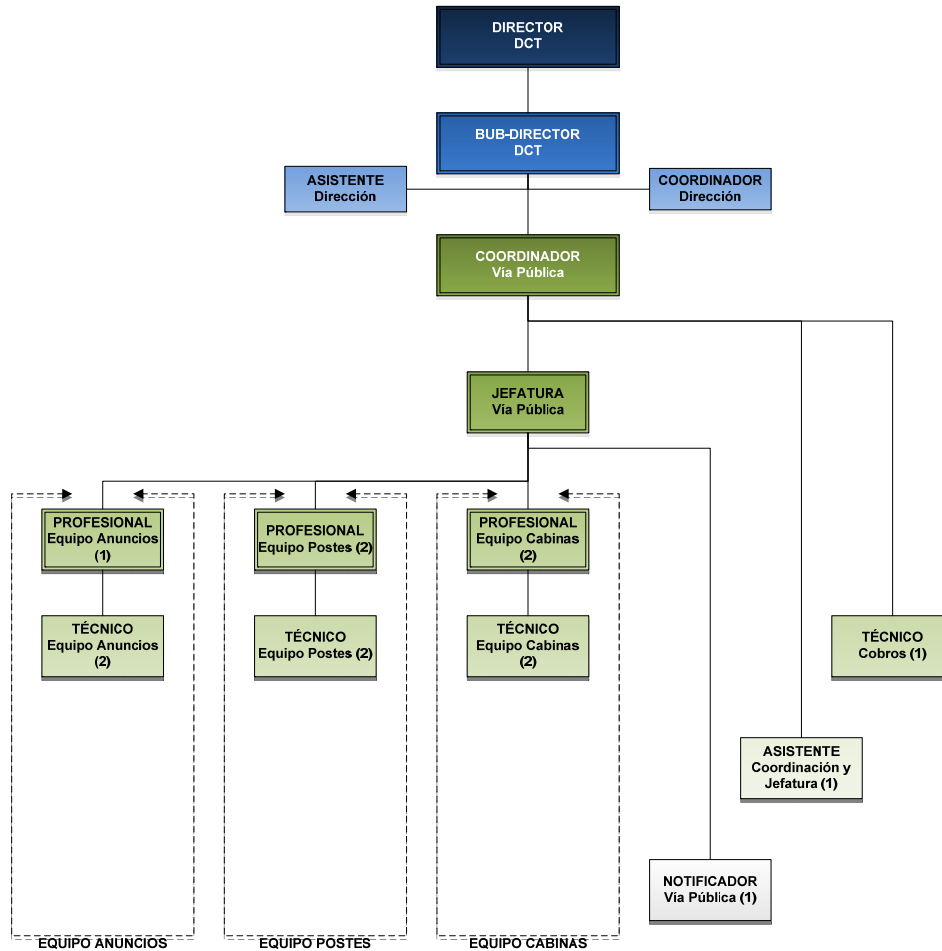 DIRECTOR
DCT
BUB-DIRECTOR
DCT
ASISTENTE
Dirección
COORDINADOR
Dirección
COORDINADOR
Vía Pública
JEFATURA
Vía Pública
PROFESIONAL
Equipo Anuncios
(1)
PROFESIONAL
Equipo Postes (2)
PROFESIONAL
Equipo Cabinas
(2)
TÉCNICO
Equipo Anuncios
(2)
TÉCNICO
Equipo Postes (2)
TÉCNICO
Equipo Cabinas
(2)
TÉCNICO
Cobros (1)
ASISTENTE
Coordinación y
Jefatura (1)
NOTIFICADOR
Vía Pública (1)
EQUIPO ANUNCIOS
EQUIPO POSTES
EQUIPO CABINAS